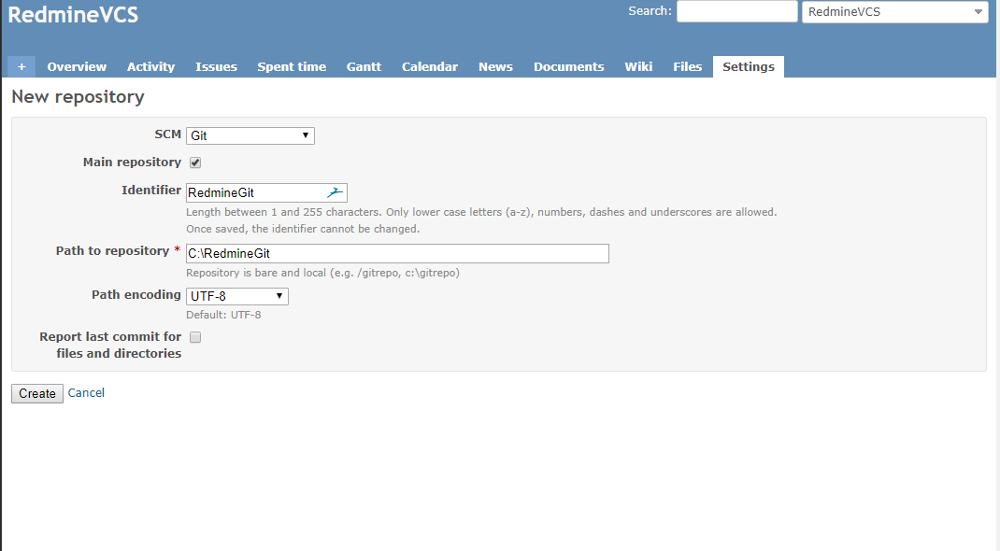 RedmineVCS
Search:
RedmineVCS
+ Overview Activity Issues Spent time Gantt Calendar News Documents Wiki Files Settings
New repository
SCM Git
Main repository
Identifier RedmineGit
Length between 1 and 255 characters. Only lower case letters (a-z), numbers, dashes and underscores are allowed.
Once saved, the identifier cannot be changed.
Path to repository * C:\RedmineGit
Repository is bare and local (e.g. /gitrepo, c:\gitrepo)
Path encoding UTF-8
Default: UTF-8
Report last commit for
files and directories
Create Cancel